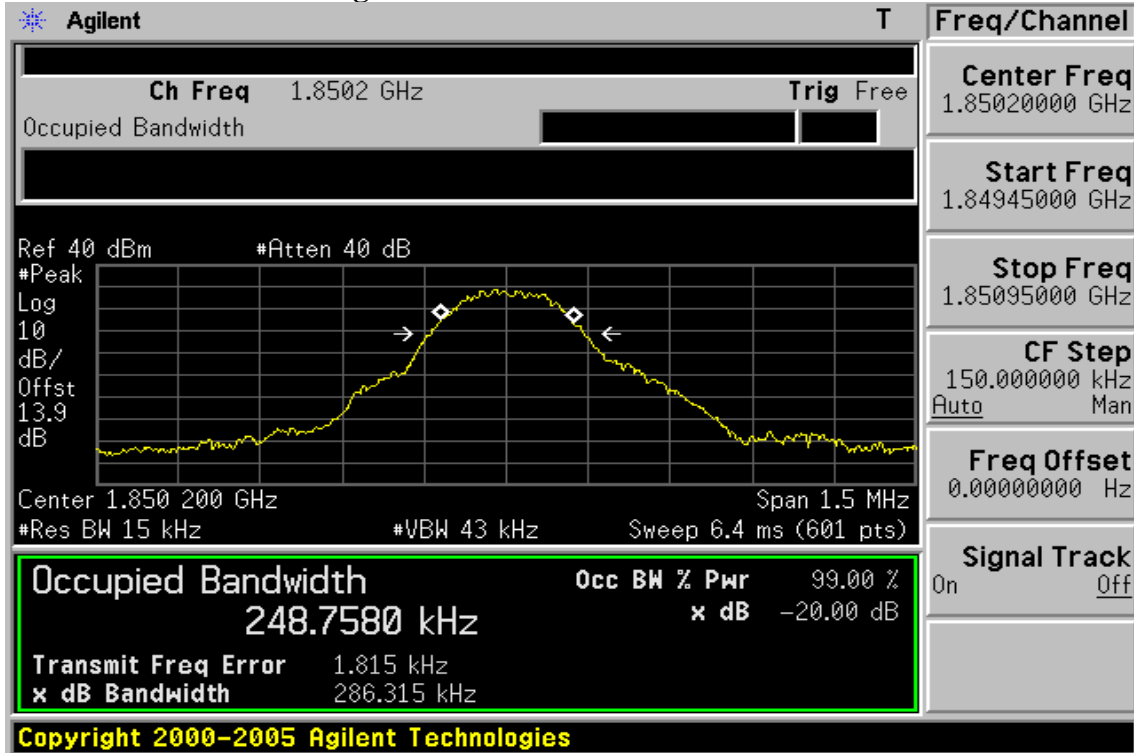 Agilent T
Freq/Channel
Ch Freq 1.8502 GHz Trig Free
Occupied Bandwidth
Center Freq
1.85020000 GHz
Start Freq
1.84945000 GHz
Stop Freq
1.85095000 GHz
CF Step
150.000000 kHz
Auto Man
Freq Offset
0.00000000 Hz
Signal Track
On Off
Ref 40 dBm #Atten 40 dB
#Peak
Log
10
dB/
Offst
13.9
dB
Center 1.850 200 GHz Span 1.5 MHz
#Res BW 15 kHz #VBW 43 kHz Sweep 6.4 ms (601 pts)
Occupied Bandwidth Occ BW % Pwr 99.00 %
248.7580 kHz x dB -20.00 dB
Transmit Freq Error 1.815 kHz
x dB Bandwidth 286.315 kHz
Copyright 2000-2005 Agilent Technologies